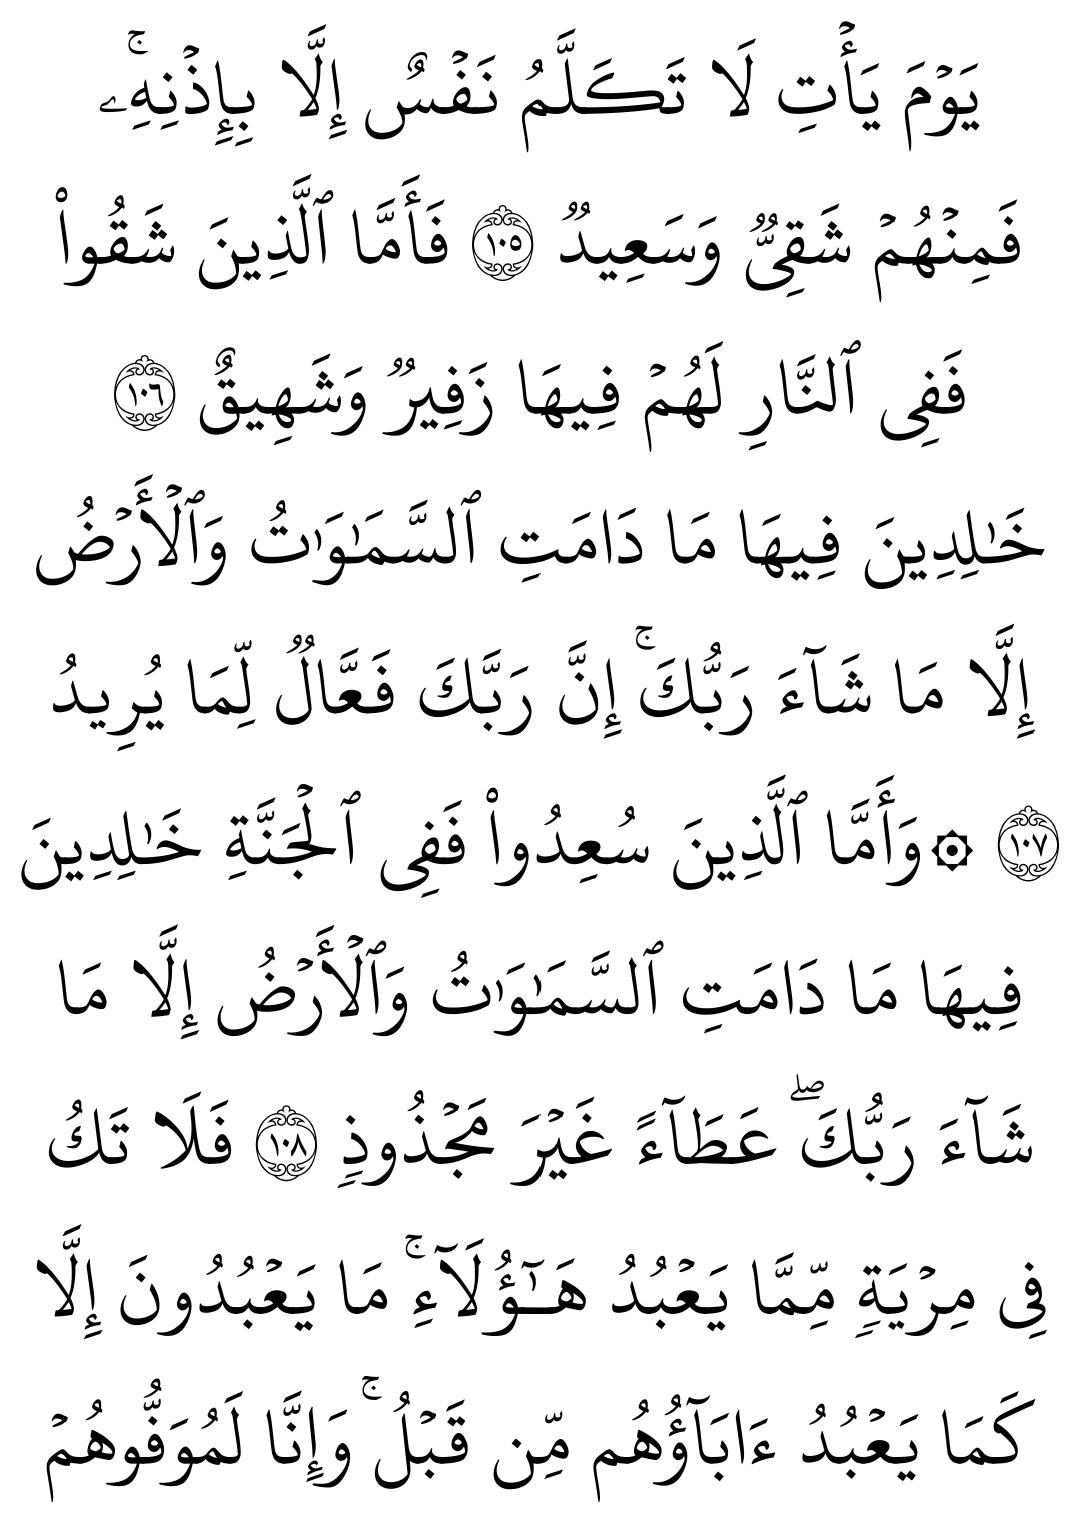 يَوۡمَ يَأۡتِ لَا تَكَلَّمُ نَفۡسٌ إِلَّا بِإِذۡنِهِۦۚ
فَمِنۡهُمۡ شَقِيّٞ وَسَعِيدٞ ١٠٥ فَأَمَّا ٱلَّذِينَ شَقُواْ
فَفِي ٱلنَّارِ لَهُمۡ فِيهَا زَفِيرٞ وَشَهِيقٌ ١٠٦
خَٰلِدِينَ فِيهَا مَا دَامَتِ ٱلسَّمَٰوَٰتُ وَٱلۡأَرۡضُ
إِلَّا مَا شَآءَ رَبُّكَۚ إِنَّ رَبَّكَ فَعَّالٞ لِّمَا يُرِيدُ
١٠٧ ۞وَأَمَّا ٱلَّذِينَ سُعِدُواْ فَفِي ٱلۡجَنَّةِ خَٰلِدِينَ
فِيهَا مَا دَامَتِ ٱلسَّمَٰوَٰتُ وَٱلۡأَرۡضُ إِلَّا مَا
شَآءَ رَبُّكَۖ عَطَآءً غَيۡرَ مَجۡذُوذٖ ١٠٨ فَلَا تَكُ
فِي مِرۡيَةٖ مِّمَّا يَعۡبُدُ هَٰٓؤُلَآءِۚ مَا يَعۡبُدُونَ إِلَّا
كَمَا يَعۡبُدُ ءَابَآؤُهُم مِّن قَبۡلُۚ وَإِنَّا لَمُوَفُّوهُمۡ